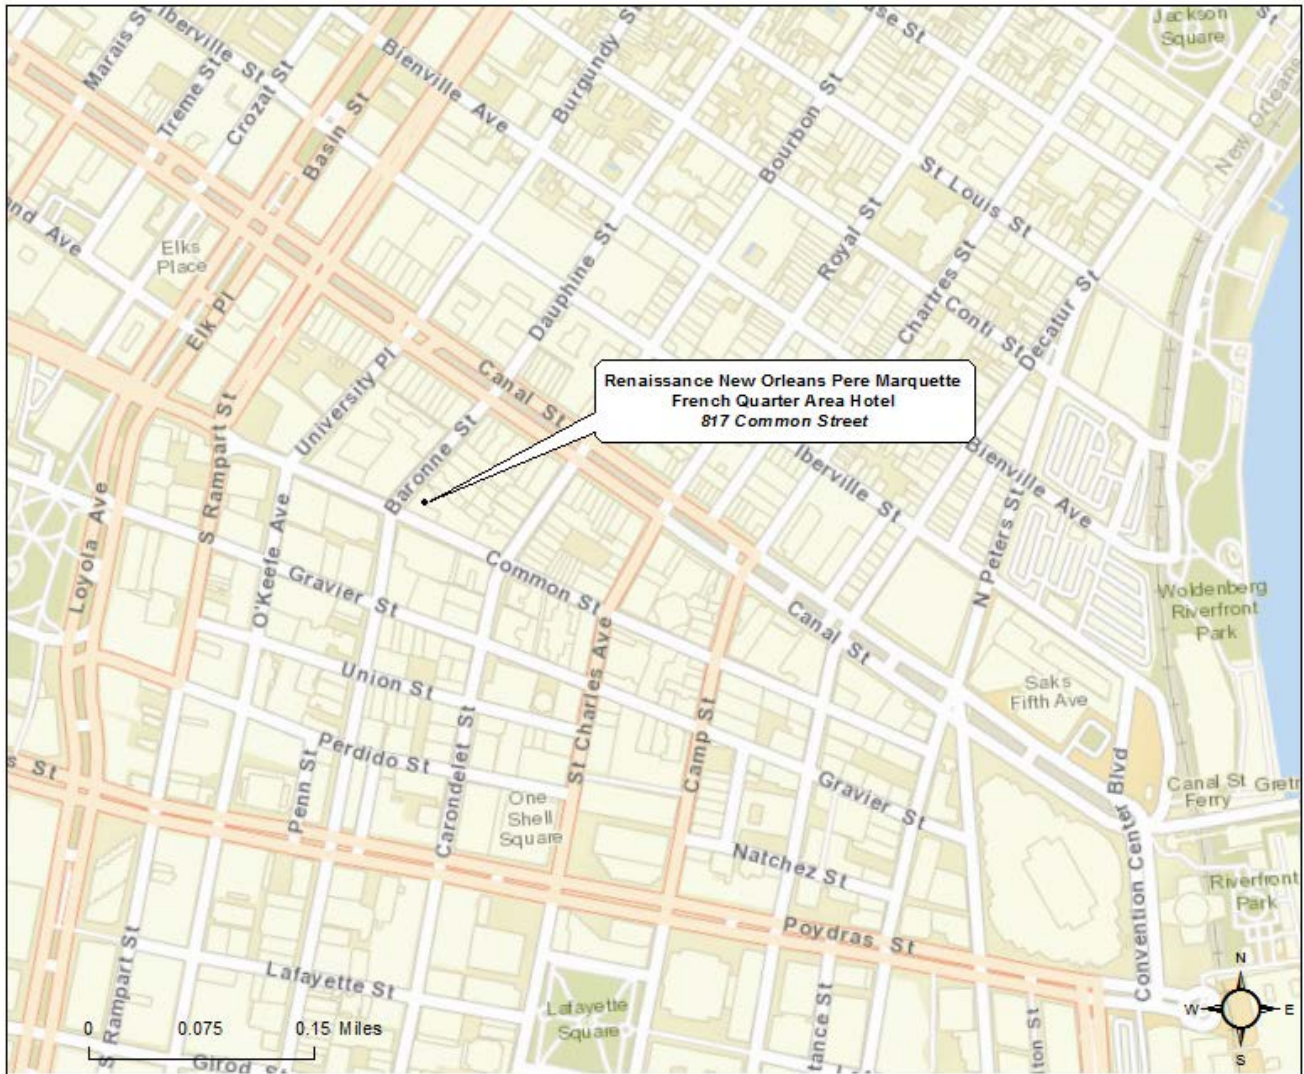 Marais St
Iberville St
Treme St
Crozat St
Basin St
Bienville Ave
Burgundy St
Bourbon St
Jackson
Square
St Louis St
New Orleans
Elks
Place
Elk Pl
Dauphine St
Royal St
Chartres St
Conti St
Decatur St
University Pl
Canal St
Renaissance New Orleans Pere Marquette
French Quarter Area Hotel
817 Common Street
S Rampart St
Baronne St
Iberville St
Bienville Ave
Loyola Ave
O'Keefe Ave
Gravier St
Common St
N Peters St
Woldenberg
Riverfront
Park
Canal St
Union St
St Charles Ave
Camp St
Saks
Fifth Ave
Perdido St
Penn St
Carondelet St
One
Shell
Square
Gravier St
Natchez St
Canal St
Ferry
Convention Center Blvd
Riverfront
Park
Poydras St
Lafayette St
Lafayette
Square
S Rampart St
Girod St
0 0.075 0.15 Miles
N
W E
S